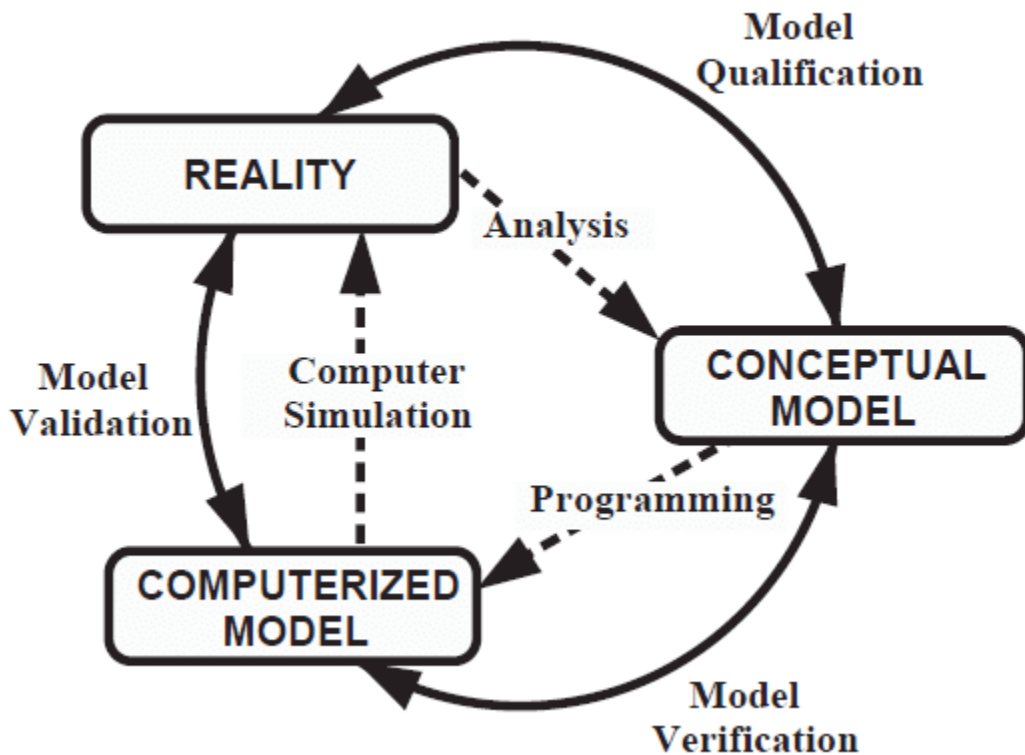 Model
Qualification
REALITY
Analysis
Computer
Simulation
Model
Validation
CONCEPTUAL
MODEL
Programming
COMPUTERIZED
MODEL
Model
Verification